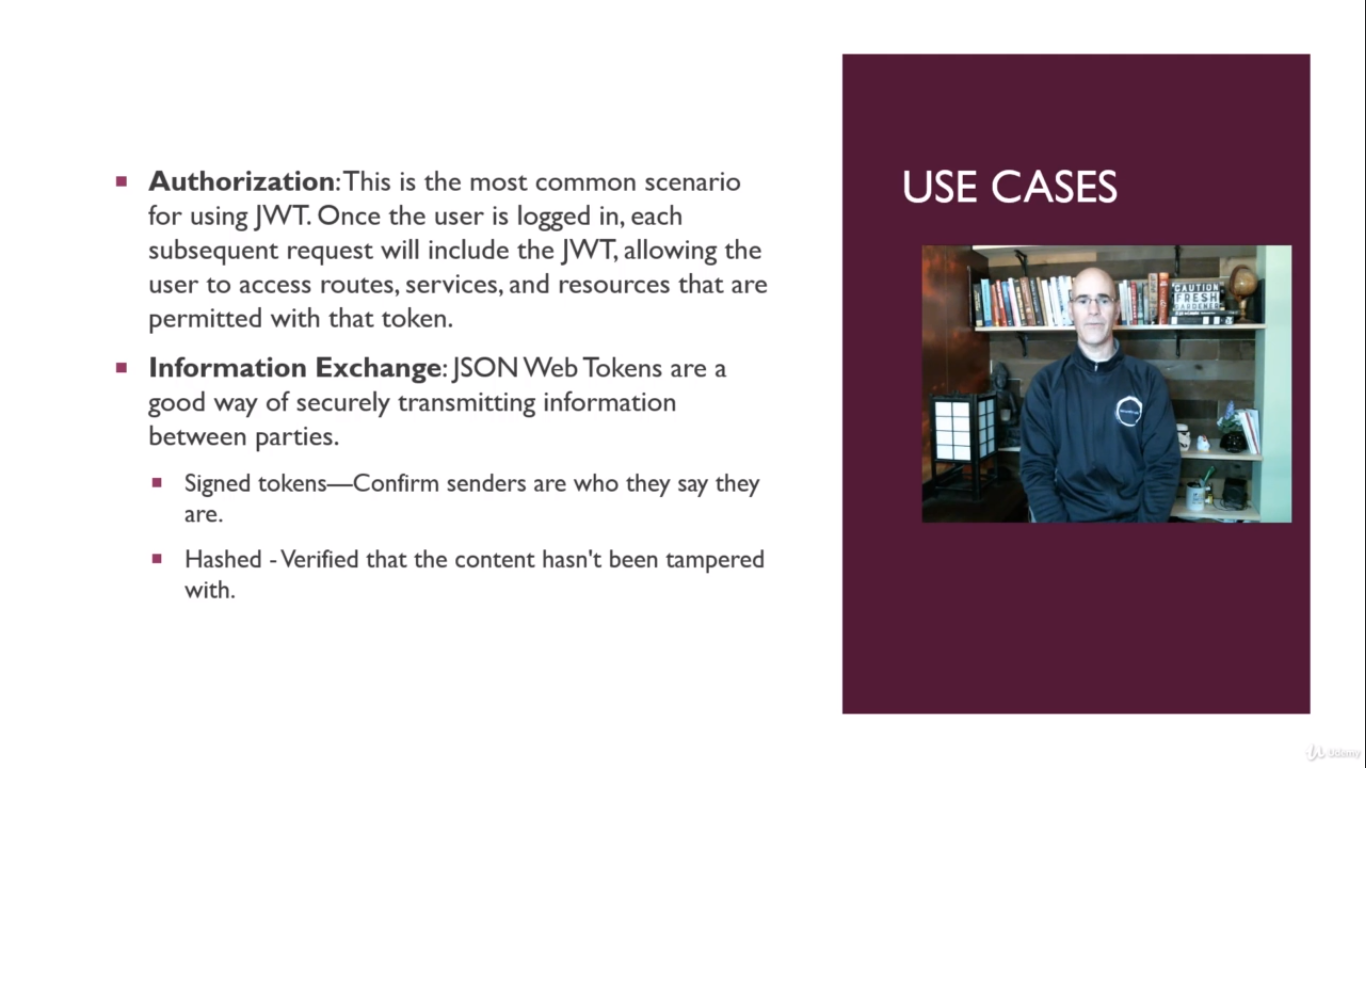 Authorization: This is the most common scenario
for using JWT. Once the user is logged in, each
subsequent request will include the JWT, allowing the
user to access routes, services, and resources that are
permitted with that token.
Information Exchange: JSON Web Tokens are a
good way of securely transmitting information
between parties.
Signed tokens—Confirm senders are who they say they
are.
Hashed - Verified that the content hasn't been tampered
with.
USE CASES
CAUTION
FRESH
Udemy